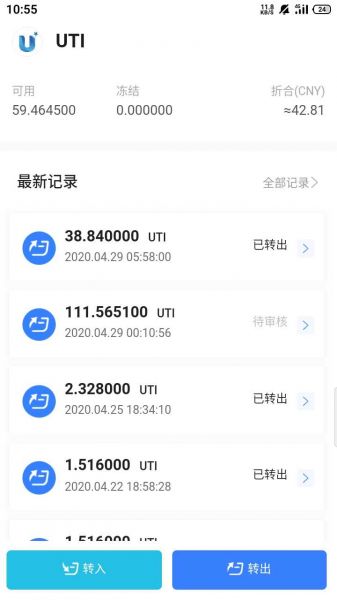 10:55
11.8 KB/S 4G 24
UTI
可用 冻结 折合(CNY)
59.464500 0.000000 ≈42.81
最新记录 全部记录
38.840000 UTI 已转出
2020.04.29 05:58:00
111.565100 UTI 待审核
2020.04.29 00:10:56
2.328000 UTI 已转出
2020.04.25 18:34:10
1.516000 UTI 已转出
2020.04.22 18:58:28
1.516000 UTI
转入 转出